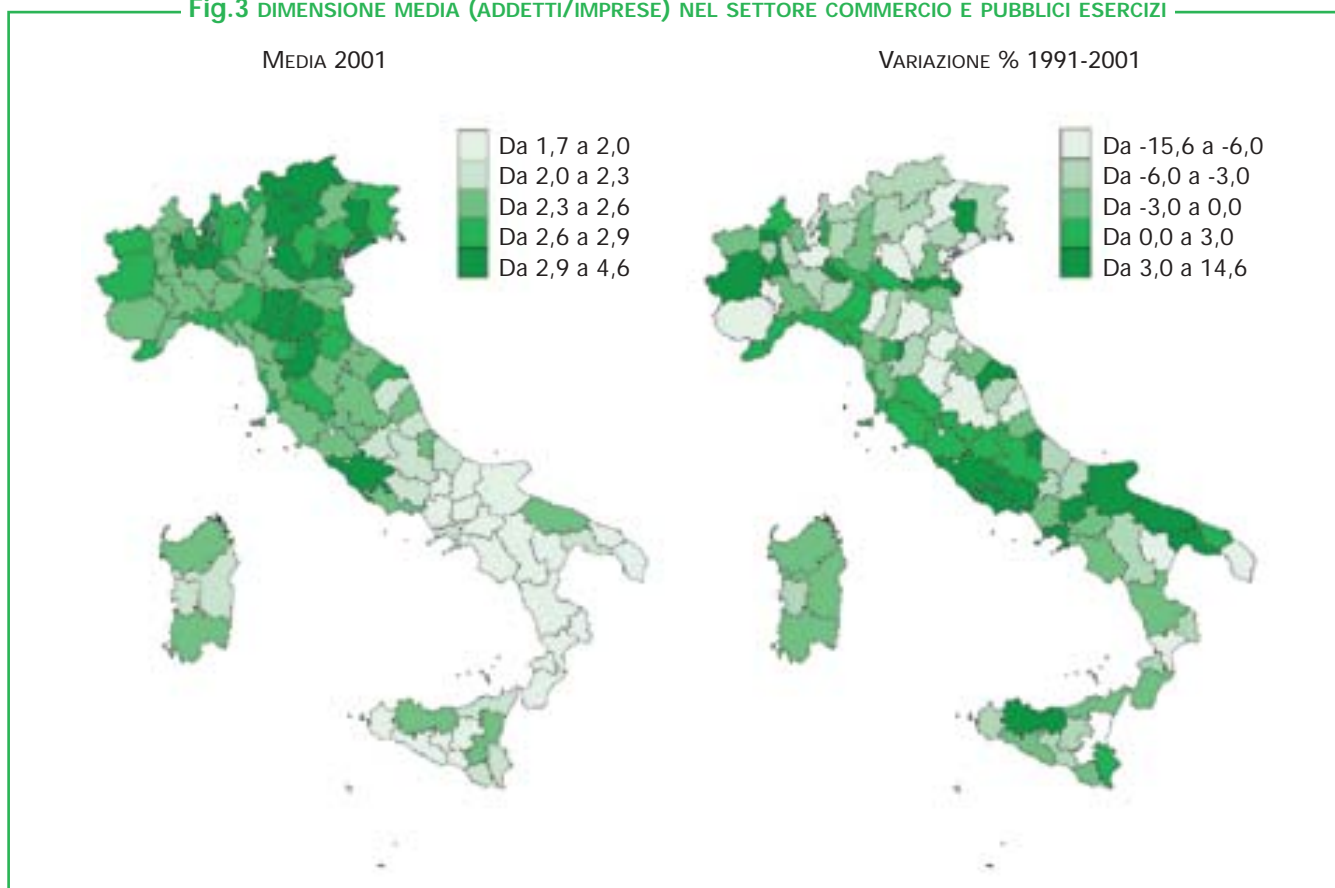 Fig.3 DIMENSIONE MEDIA (ADDETTI/IMPRESE) NEL SETTORE COMMERCIO E PUBBLICI ESERCIZI
MEDIA 2001
Da 1,7 a 2,0
Da 2,0 a 2,3
Da 2,3 a 2,6
Da 2,6 a 2,9
Da 2,9 a 4,6
VARIAZIONE % 1991-2001
Da -15,6 a -6,0
Da -6,0 a -3,0
Da -3,0 a 0,0
Da 0,0 a 3,0
Da 3,0 a 14,6